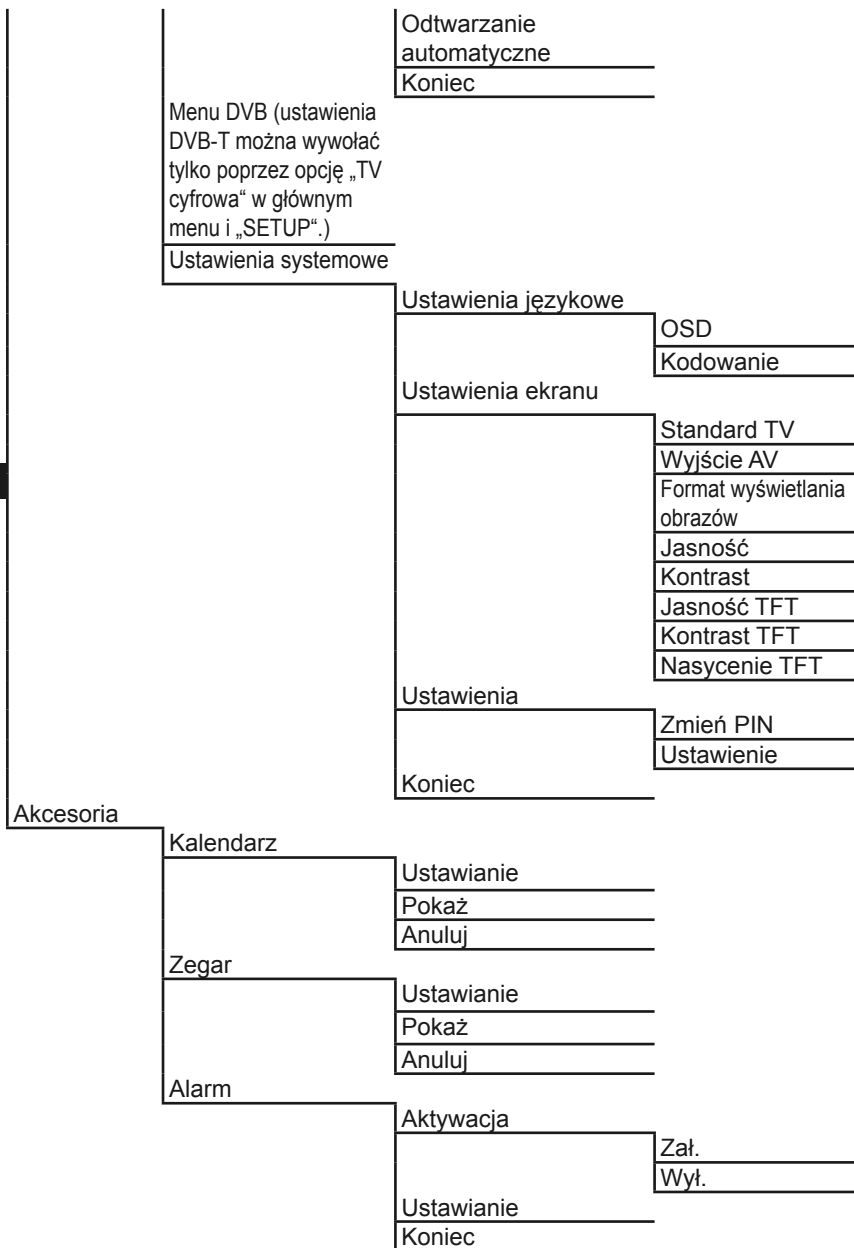 Odtwarzanie
automatyczne
Koniec
Menu DVB (ustawienia
DVB-T można wywołać
tylko poprzez opcję „TV
cyfrowa“ w głównym
menu i „SETUP“.)
Ustawienia systemowe
Ustawienia językowe
OSD
Kodowanie
Ustawienia ekranu
Standard TV
Wyjście AV
Format wyświetlania
obrazów
Jasność
Kontrast
Jasność TFT
Kontrast TFT
Nasycenie TFT
Ustawienia
Zmień PIN
Ustawienie
Koniec
Akcesoria
Kalendarz
Ustawianie
Pokaż
Anuluj
Zegar
Ustawianie
Pokaż
Anuluj
Alarm
Aktywacja
Zał.
Wył.
Ustawianie
Koniec